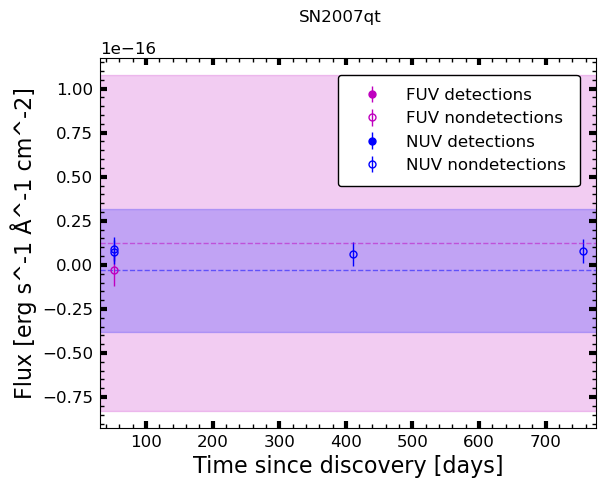 SN2007qt
1e−16
1.00
0.75
0.50
0.25
0.00
−0.25
−0.50
−0.75
Flux [erg s^-1 Å^-1 cm^-2]
FUV detections
FUV nondetections
NUV detections
NUV nondetections
100 200 300 400 500 600 700
Time since discovery [days]